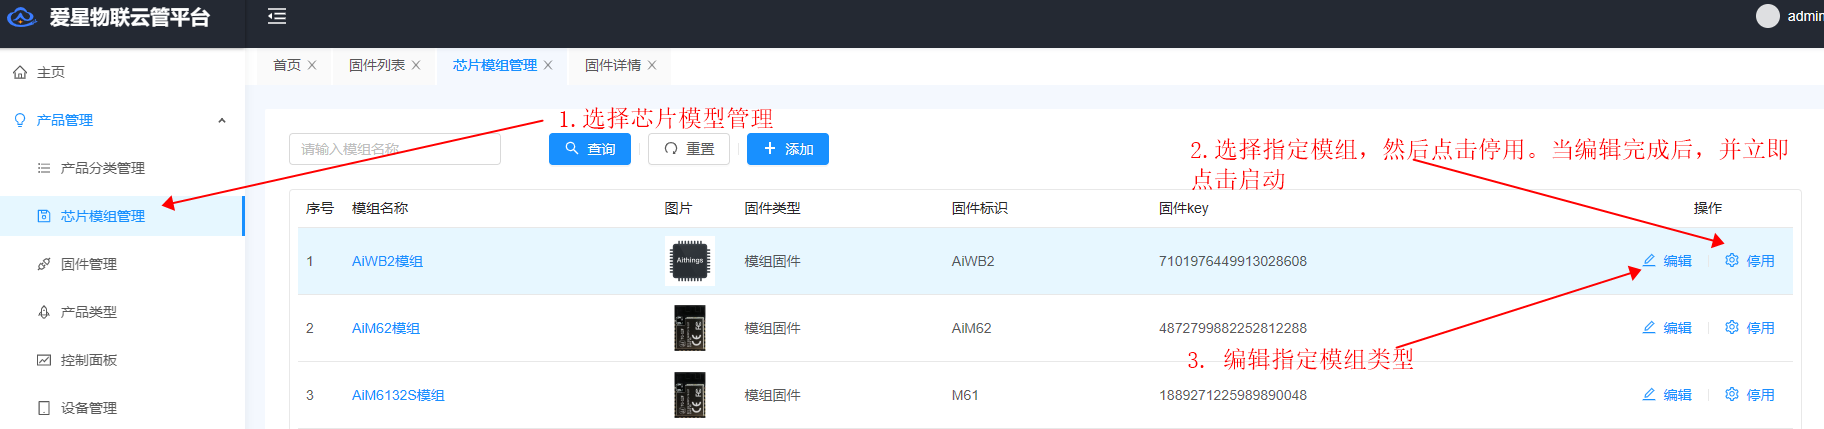 爱星物联云管平台
admin
主页
产品管理
产品分类管理
芯片模组管理
固件管理
产品类型
控制面板
设备管理
首页 固件列表 芯片模组管理 固件详情
1.选择芯片模型管理
请输入模组名称 查询 重置 添加
2.选择指定模组，然后点击停用。当编辑完成后，并立即
点击启动
序号 模组名称 图片 固件类型 固件标识 固件key 操作
1 AiWB2模组 Aithings 模组固件 AiWB2 7101976449913028608 编辑 停用
2 AiM62模组 模组固件 AiM62 4872799882252812288 编辑 停用
3. 编辑指定模组类型
3 AiM6132S模组 模组固件 M61 1889271225989890048 编辑 停用